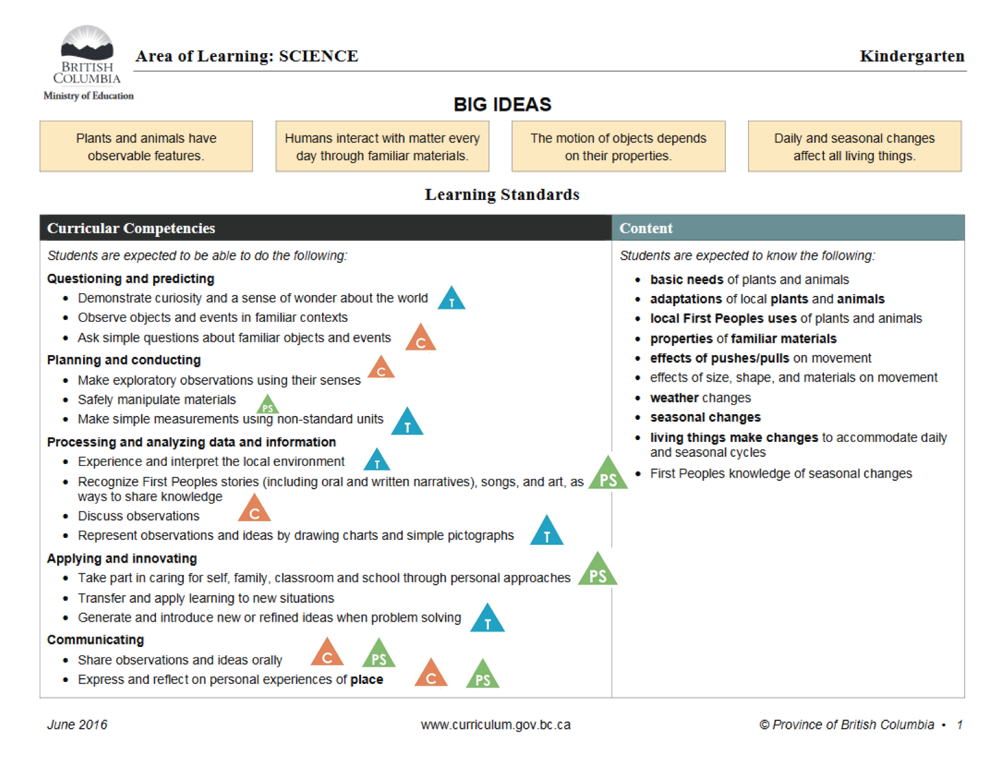 BRITISH
COLUMBIA
Ministry of Education
Area of Learning: SCIENCE
Kindergarten
BIG IDEAS
Plants and animals have
observable features.
Humans interact with matter every
day through familiar materials.
The motion of objects depends
on their properties.
Daily and seasonal changes
affect all living things.
Learning Standards
Curricular Competencies
Students are expected to be able to do the following:
Questioning and predicting
• Demonstrate curiosity and a sense of wonder about the world T
• Observe objects and events in familiar contexts
• Ask simple questions about familiar objects and events C
Planning and conducting
• Make exploratory observations using their senses C
• Safely manipulate materials PS
• Make simple measurements using non-standard units T
Processing and analyzing data and information
• Experience and interpret the local environment T
• Recognize First Peoples stories (including oral and written narratives), songs, and art, as PS
ways to share knowledge
• Discuss observations C
• Represent observations and ideas by drawing charts and simple pictographs T
Applying and innovating
• Take part in caring for self, family, classroom and school through personal approaches PS
• Transfer and apply learning to new situations
• Generate and introduce new or refined ideas when problem solving T
Communicating
• Share observations and ideas orally C PS
• Express and reflect on personal experiences of place C PS
Content
Students are expected to know the following:
• basic needs of plants and animals
• adaptations of local plants and animals
• local First Peoples uses of plants and animals
• properties of familiar materials
• effects of pushes/pulls on movement
• effects of size, shape, and materials on movement
• weather changes
• seasonal changes
• living things make changes to accommodate daily
and seasonal cycles
• First Peoples knowledge of seasonal changes
June 2016
www.curriculum.gov.bc.ca
© Province of British Columbia • 1